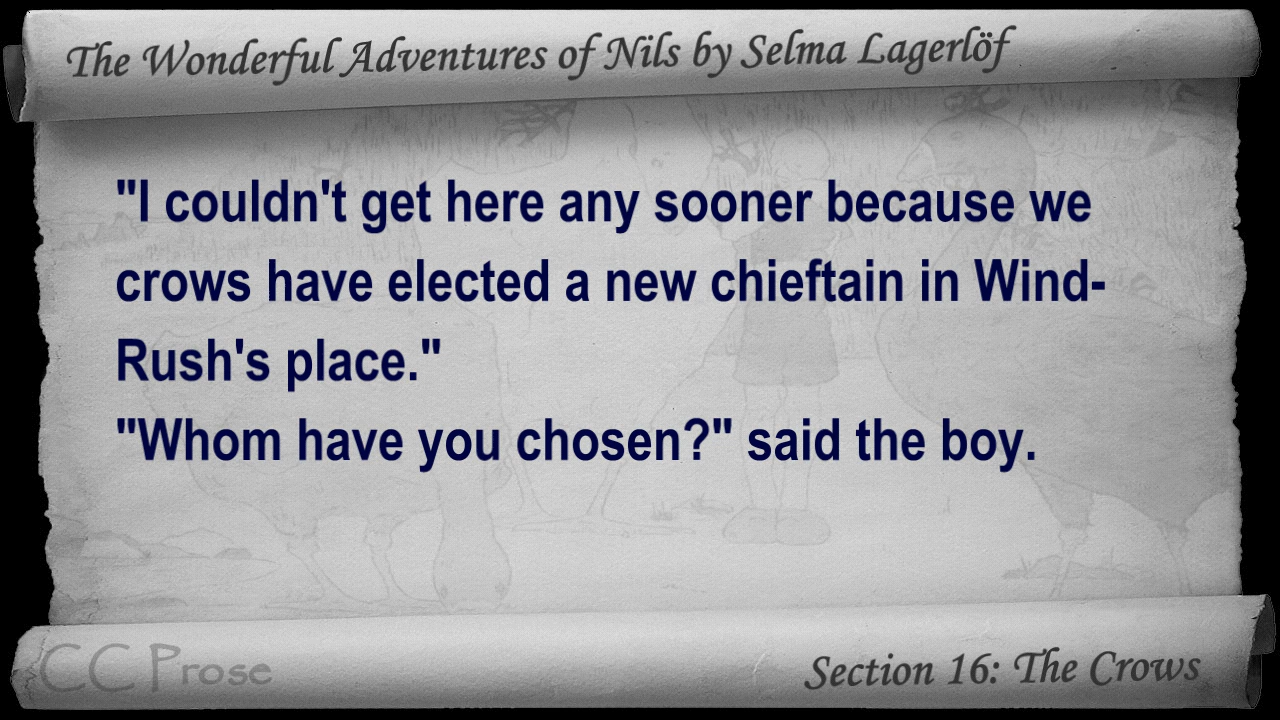 The Wonderful Adventures of Nils by Selma Lagerlöf
"I couldn't get here any sooner because we
crows have elected a new chieftain in Wind-
Rush's place."
"Whom have you chosen?" said the boy.
CC Prose
Section 16: The Crows